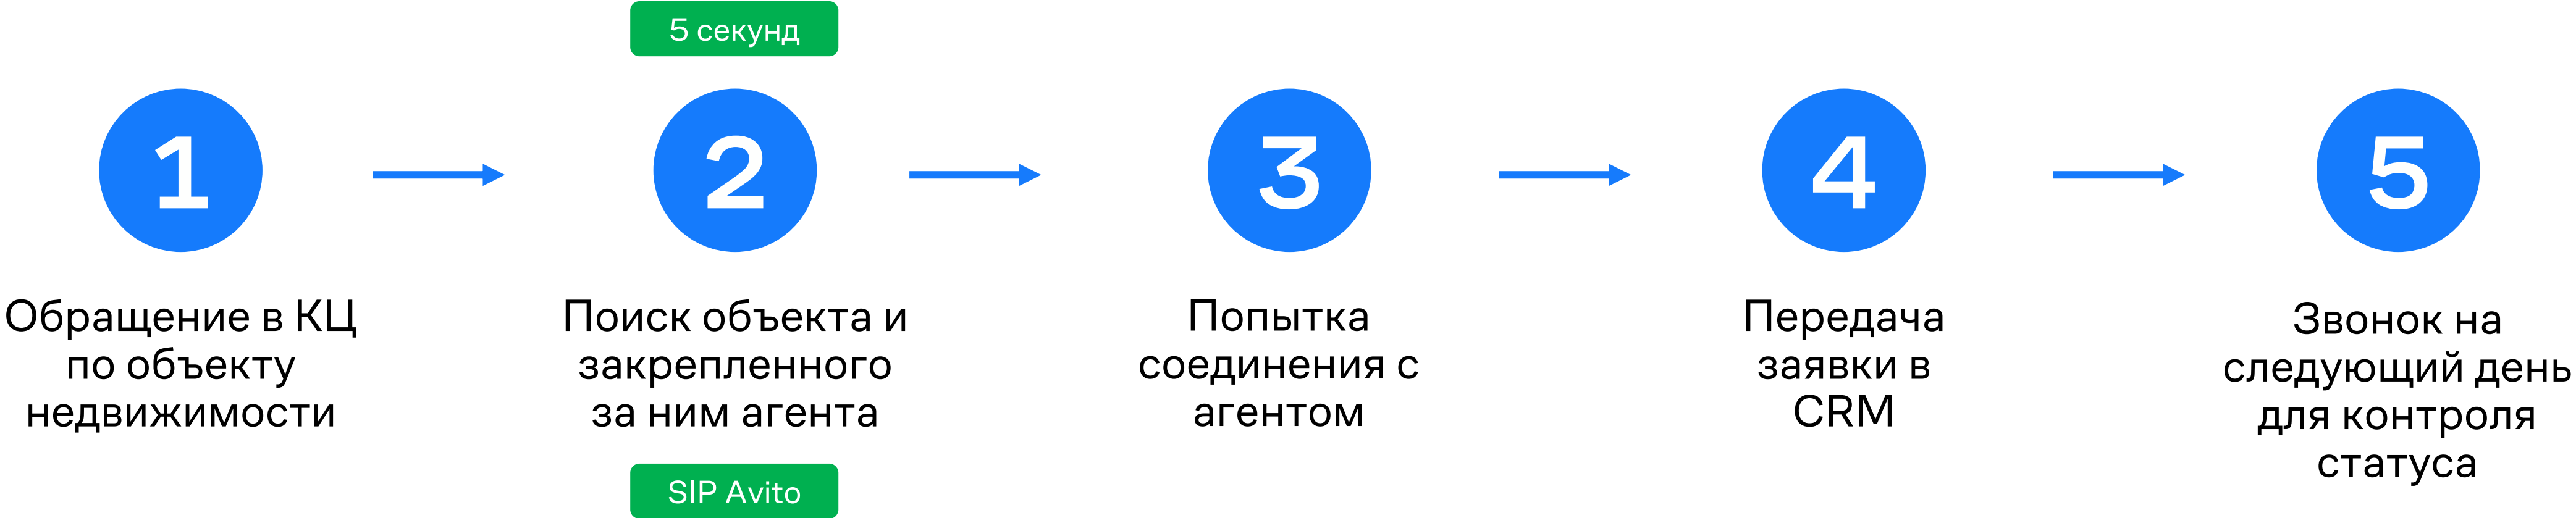 5 секунд
1
2
3
4
5
Обращение в КЦ
по объекту
недвижимости
Поиск объекта и
закрепленного
за ним агента
SIP Avito
Попытка
соединения с
агентом
Передача
заявки в
CRM
Звонок на
следующий день
для контроля
статуса